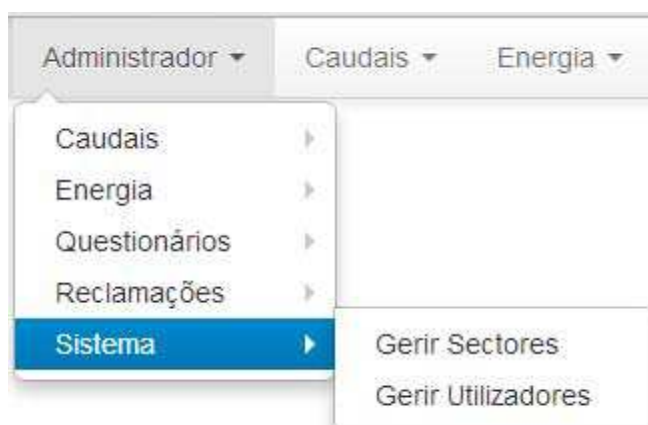 Administrador Caudais Energia
Caudais
Energia
Questionários
Reclamações
Sistema
Gerir Sectores
Gerir Utilizadores